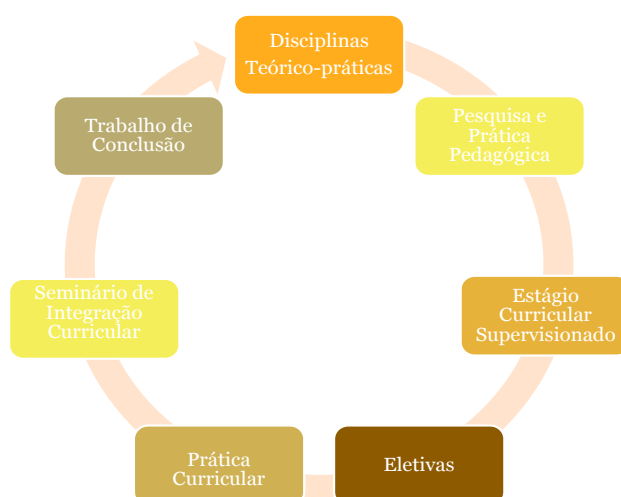 Disciplinas
Teórico-práticas
Pesquisa e
Prática
Pedagógica
Estágio
Curricular
Supervisionado
Eletivas
Prática
Curricular
Seminário de
Integração
Curricular
Trabalho de
Conclusão